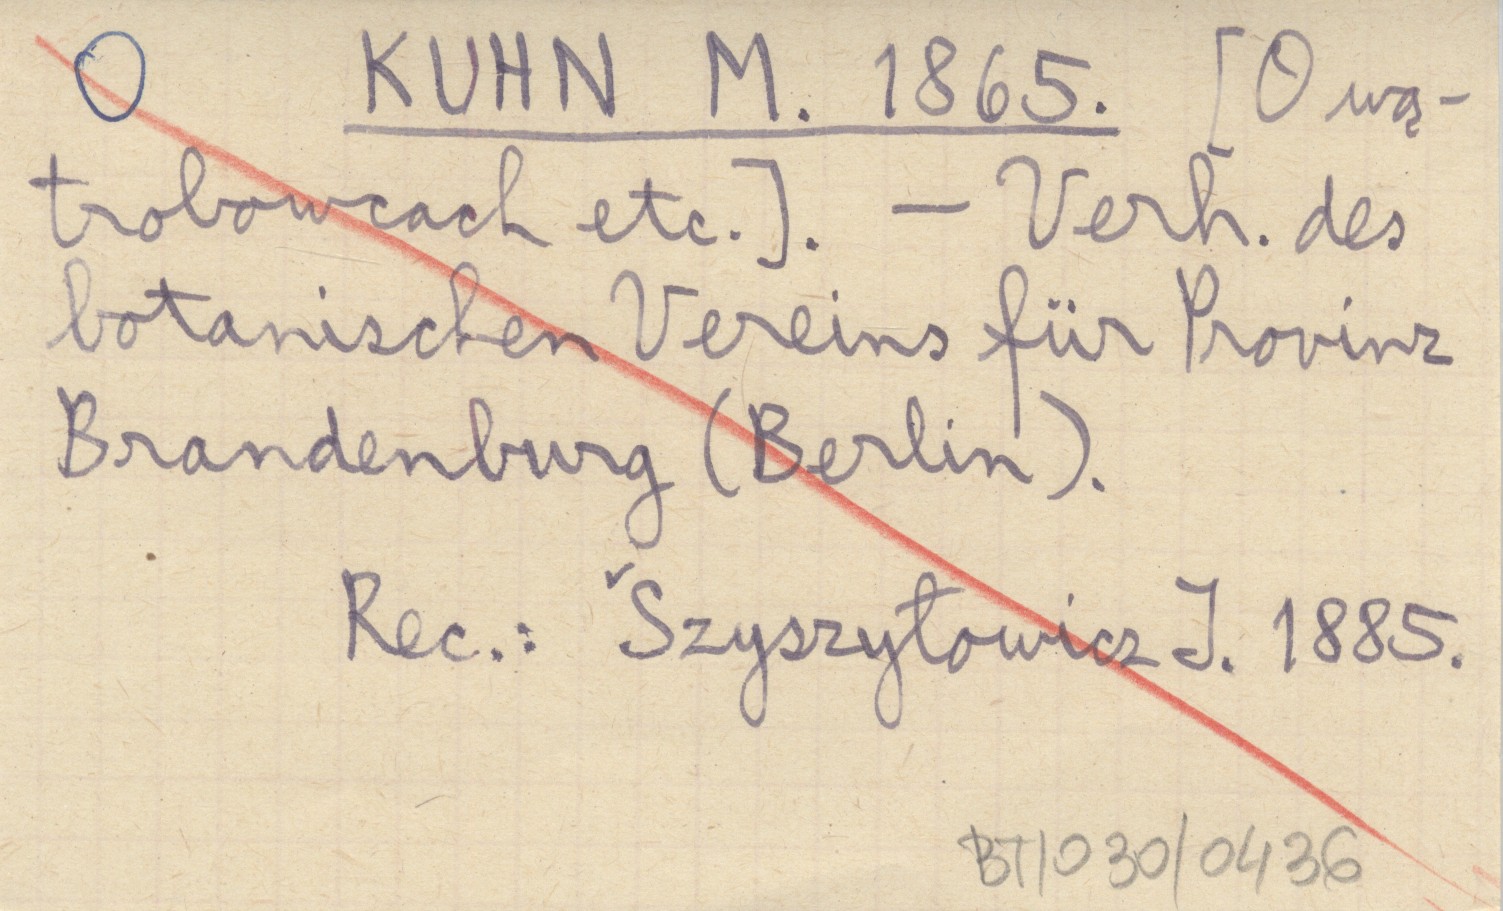 O KUHN M. 1865. [O wą-
trobowcach etc.]. — Verh. des
botanischen Vereins für Provinz
Brandenburg (Berlin).
Rec.: Szyszyłowicz I. 1885.
BT/030/0436